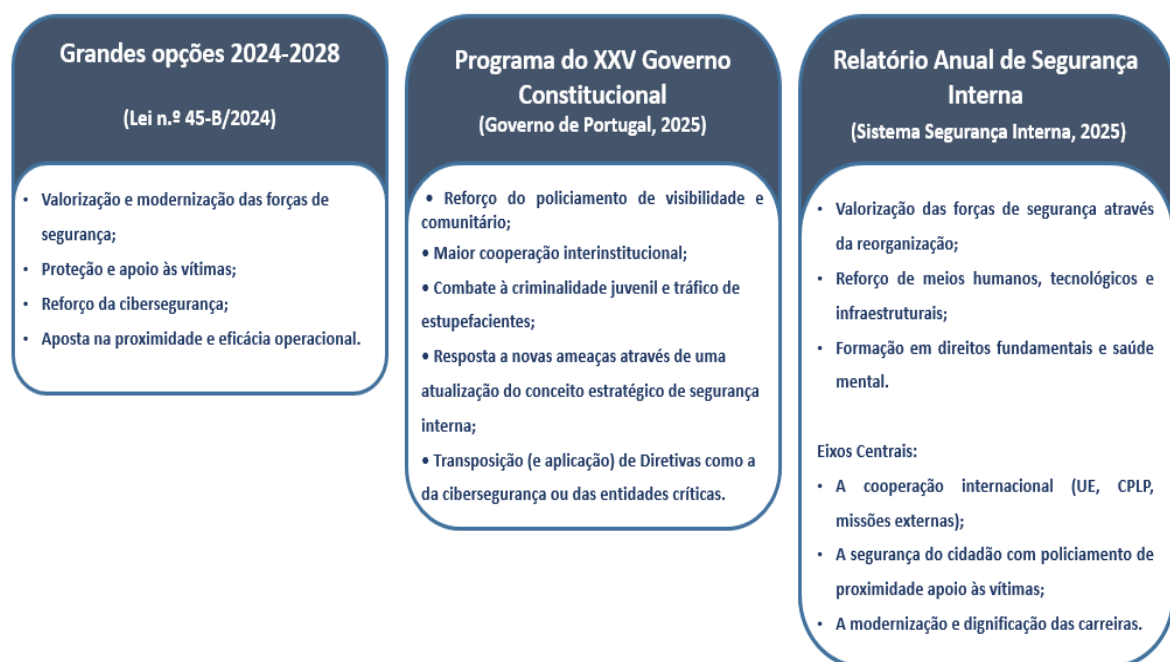 Grandes opções 2024-2028
(Lei n.º 45-B/2024)
• Valorização e modernização das forças de
segurança;
• Proteção e apoio às vítimas;
• Reforço da cibersegurança;
• Aposta na proximidade e eficácia operacional.
Programa do XXV Governo
Constitucional
(Governo de Portugal, 2025)
• Reforço do policiamento de visibilidade e
comunitário;
• Maior cooperação interinstitucional;
• Combate à criminalidade juvenil e tráfico de
estupefacientes;
• Resposta a novas ameaças através de uma
atualização do conceito estratégico de segurança
interna;
• Transposição (e aplicação) de Diretivas como a
da cibersegurança ou das entidades críticas.
Relatório Anual de Segurança
Interna
(Sistema Segurança Interna, 2025)
• Valorização das forças de segurança através
da reorganização;
• Reforço de meios humanos, tecnológicos e
infraestruturais;
• Formação em direitos fundamentais e saúde
mental.
Eixos Centrais:
• A cooperação internacional (UE, CPLP,
missões externas);
• A segurança do cidadão com policiamento de
proximidade apoio às vítimas;
• A modernização e dignificação das carreiras.